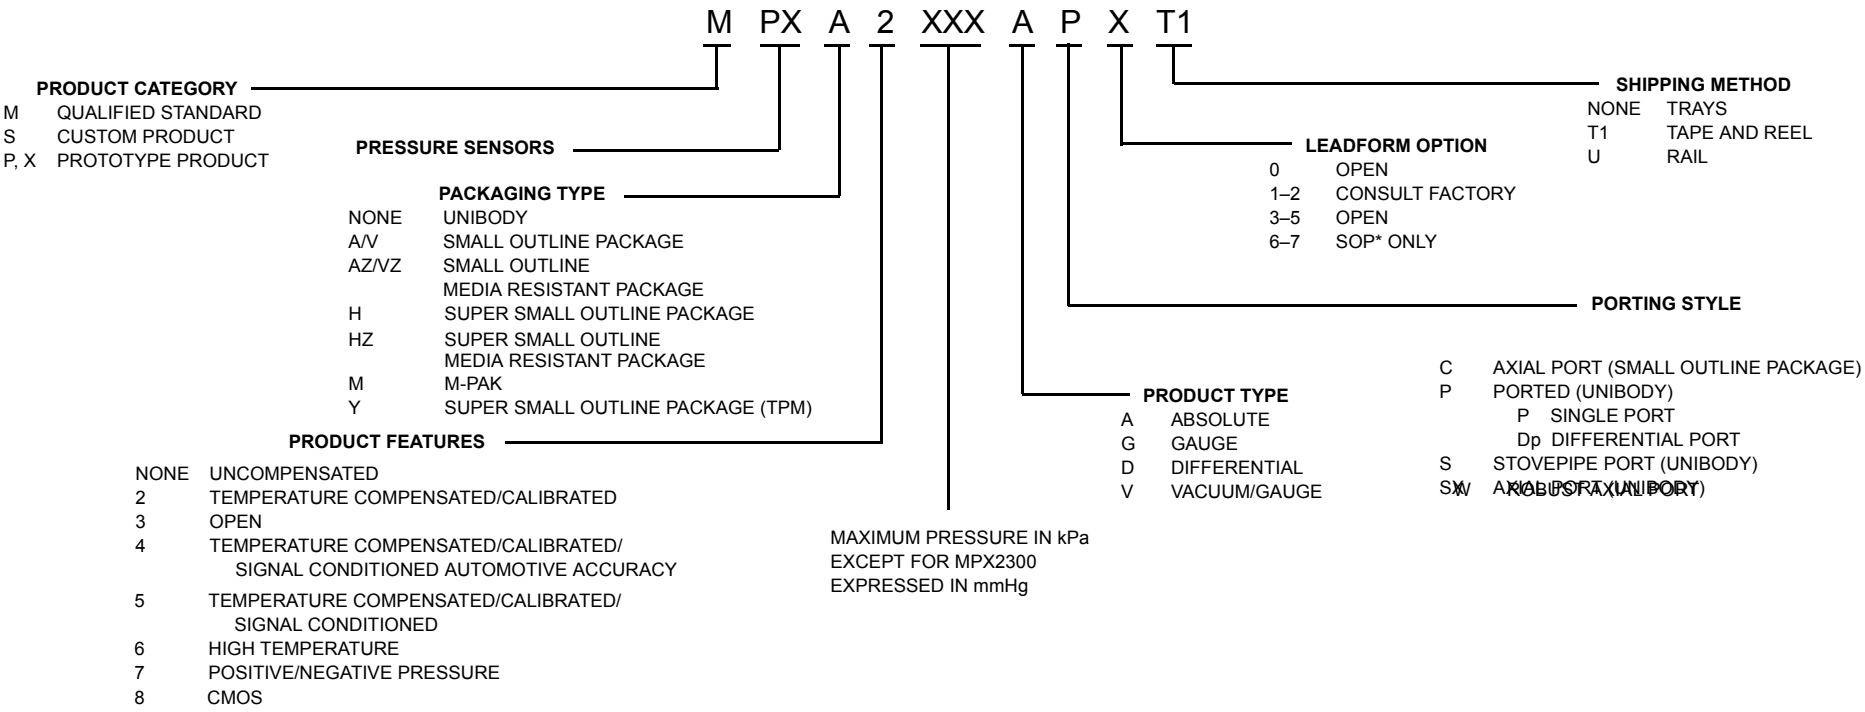 M PX A 2 XXX A P X T1
PRODUCT CATEGORY
M QUALIFIED STANDARD
S CUSTOM PRODUCT
P, X PROTOTYPE PRODUCT
PRESSURE SENSORS
PACKAGING TYPE
NONE UNIBODY
A/V SMALL OUTLINE PACKAGE
AZ/VZ SMALL OUTLINE
MEDIA RESISTANT PACKAGE
H SUPER SMALL OUTLINE PACKAGE
HZ SUPER SMALL OUTLINE
MEDIA RESISTANT PACKAGE
M M-PAK
Y SUPER SMALL OUTLINE PACKAGE (TPM)
PRODUCT FEATURES
NONE UNCOMPENSATED
2 TEMPERATURE COMPENSATED/CALIBRATED
3 OPEN
4 TEMPERATURE COMPENSATED/CALIBRATED/
SIGNAL CONDITIONED AUTOMOTIVE ACCURACY
5 TEMPERATURE COMPENSATED/CALIBRATED/
SIGNAL CONDITIONED
6 HIGH TEMPERATURE
7 POSITIVE/NEGATIVE PRESSURE
8 CMOS
MAXIMUM PRESSURE IN kPa
EXCEPT FOR MPX2300
EXPRESSED IN mmHg
PRODUCT TYPE
A ABSOLUTE
G GAUGE
D DIFFERENTIAL
V VACUUM/GAUGE
PORTING STYLE
C AXIAL PORT (SMALL OUTLINE PACKAGE)
P PORTED (UNIBODY)
P SINGLE PORT
Dp DIFFERENTIAL PORT
S STOVEPIPE PORT (UNIBODY)
SX AXIAL PORT (UNIBODY)
W ROBUST AXIAL PORT
LEADFORM OPTION
0 OPEN
1–2 CONSULT FACTORY
3–5 OPEN
6–7 SOP* ONLY
SHIPPING METHOD
NONE TRAYS
T1 TAPE AND REEL
U RAIL